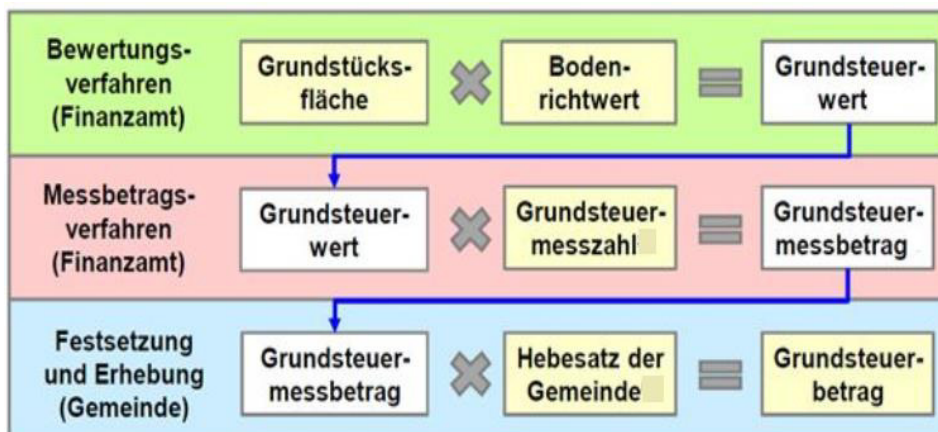 Bewertungs-
verfahren
(Finanzamt)
Grundstücks-
fläche
Boden-
richtwert
Grundsteuer-
wert
Messbetrags-
verfahren
(Finanzamt)
Grundsteuer-
wert
Grundsteuer-
messzahl
Grundsteuer-
messbetrag
Festsetzung
und Erhebung
(Gemeinde)
Grundsteuer-
messbetrag
Hebesatz der
Gemeinde
Grundsteuer-
betrag